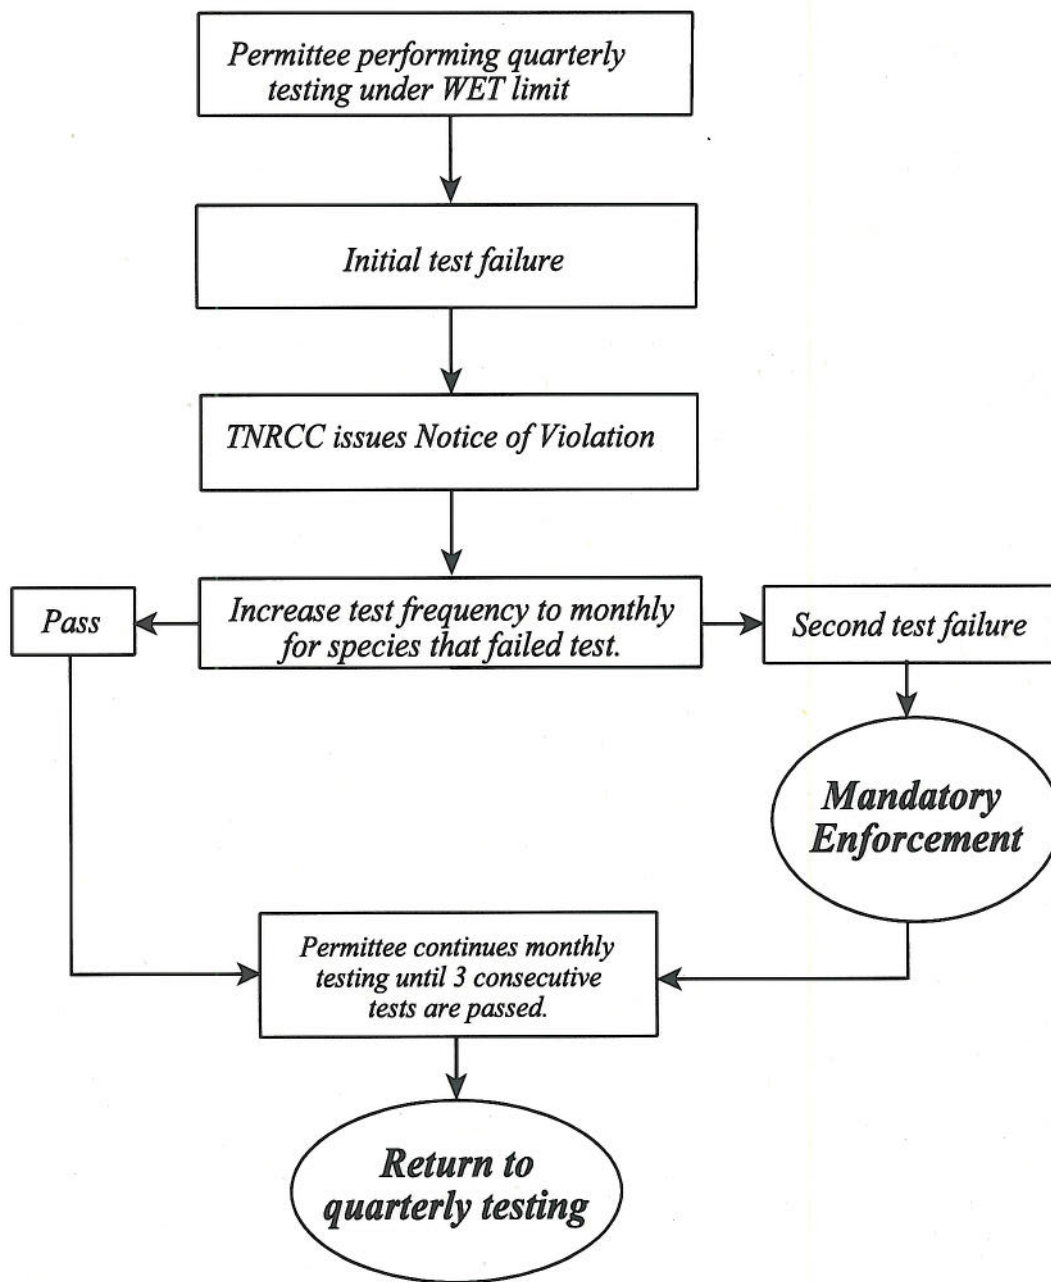 Permittee performing quarterly
testing under WET limit
Initial test failure
TNRCC issues Notice of Violation
Pass
Increase test frequency to monthly
for species that failed test.
Second test failure
Mandatory
Enforcement
Permittee continues monthly
testing until 3 consecutive
tests are passed.
Return to
quarterly testing